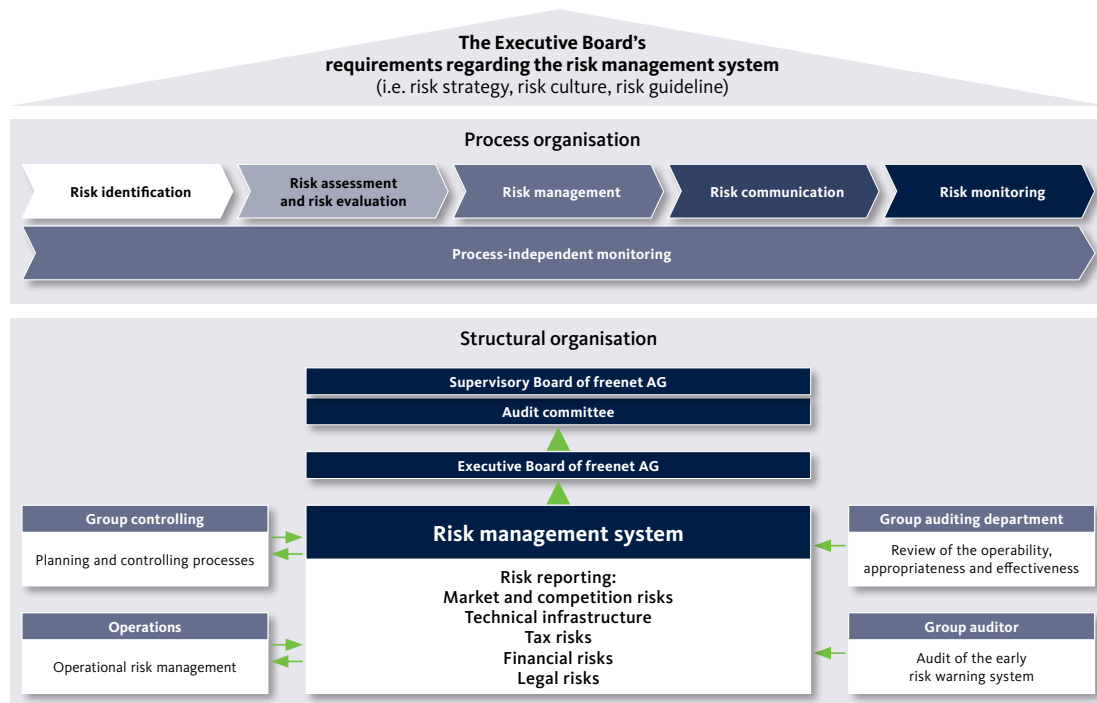 The Executive Board's
requirements regarding the risk management system
(i.e. risk strategy, risk culture, risk guideline)
Process organisation
Risk identification
Risk assessment
and risk evaluation
Risk management
Risk communication
Risk monitoring
Process-independent monitoring
Structural organisation
Supervisory Board of freenet AG
Audit committee
Executive Board of freenet AG
Group controlling
Planning and controlling processes
Operations
Operational risk management
Risk management system
Risk reporting:
Market and competition risks
Technical infrastructure
Tax risks
Financial risks
Legal risks
Group auditing department
Review of the operability,
appropriateness and effectiveness
Group auditor
Audit of the early
risk warning system